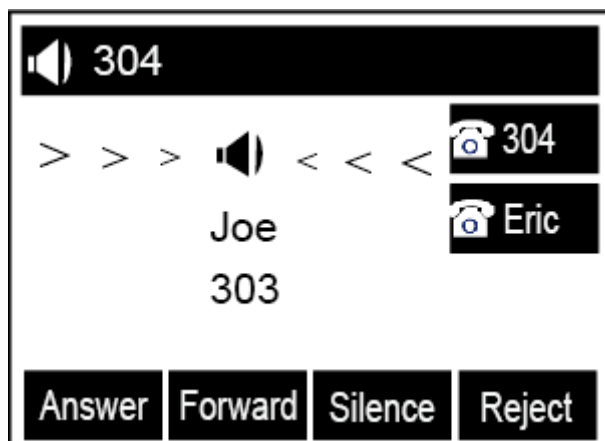 304
> > > < < < 304
Joe
Eric
303
Answer Forward Silence Reject